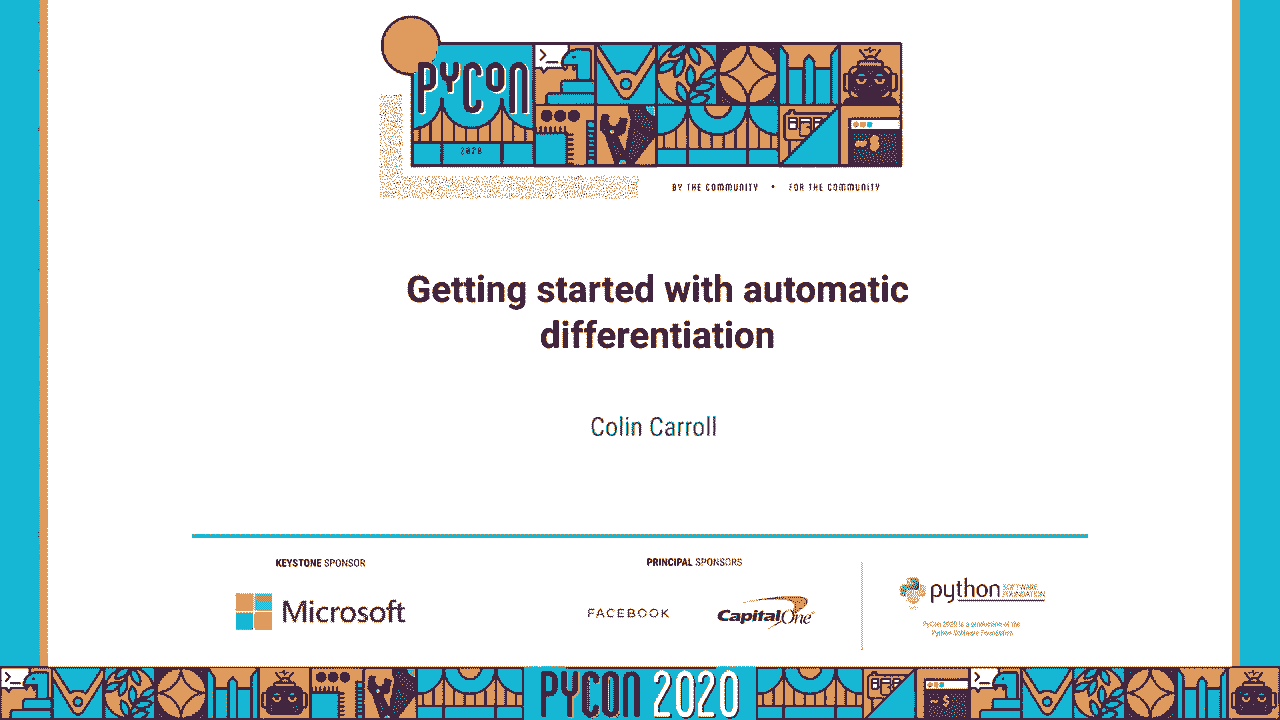 PYCON
2020
BY THE COMMUNITY • FOR THE COMMUNITY
Getting started with automatic
differentiation
Colin Carroll
KEYSTONE SPONSOR
PRINCIPAL SPONSORS
Microsoft
FACEBOOK
Capital One
python
SOFTWARE
FOUNDATION
PyCon 2020 is a production of the
Python Software Foundation
PYCON 2020